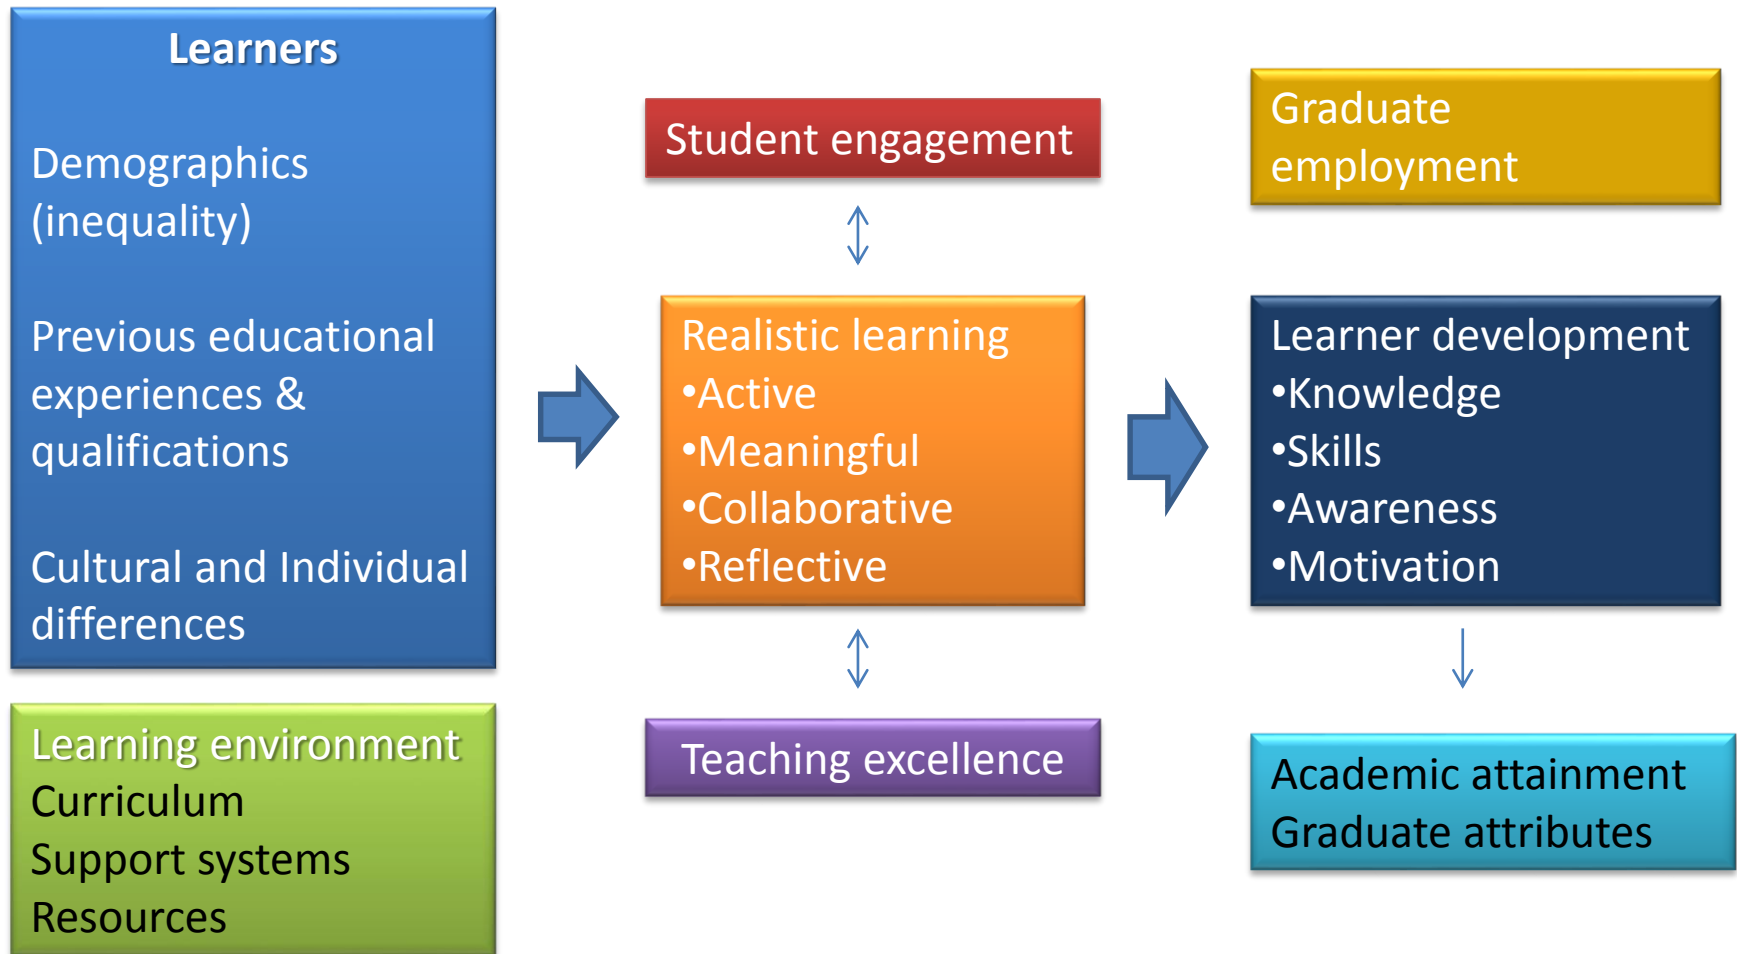 Learners
Demographics
(inequality)
Previous educational
experiences &
qualifications
Cultural and Individual
differences
Learning environment
Curriculum
Support systems
Resources
Student engagement
Realistic learning
•Active
•Meaningful
•Collaborative
•Reflective
Teaching excellence
Graduate
employment
Learner development
•Knowledge
•Skills
•Awareness
•Motivation
Academic attainment
Graduate attributes